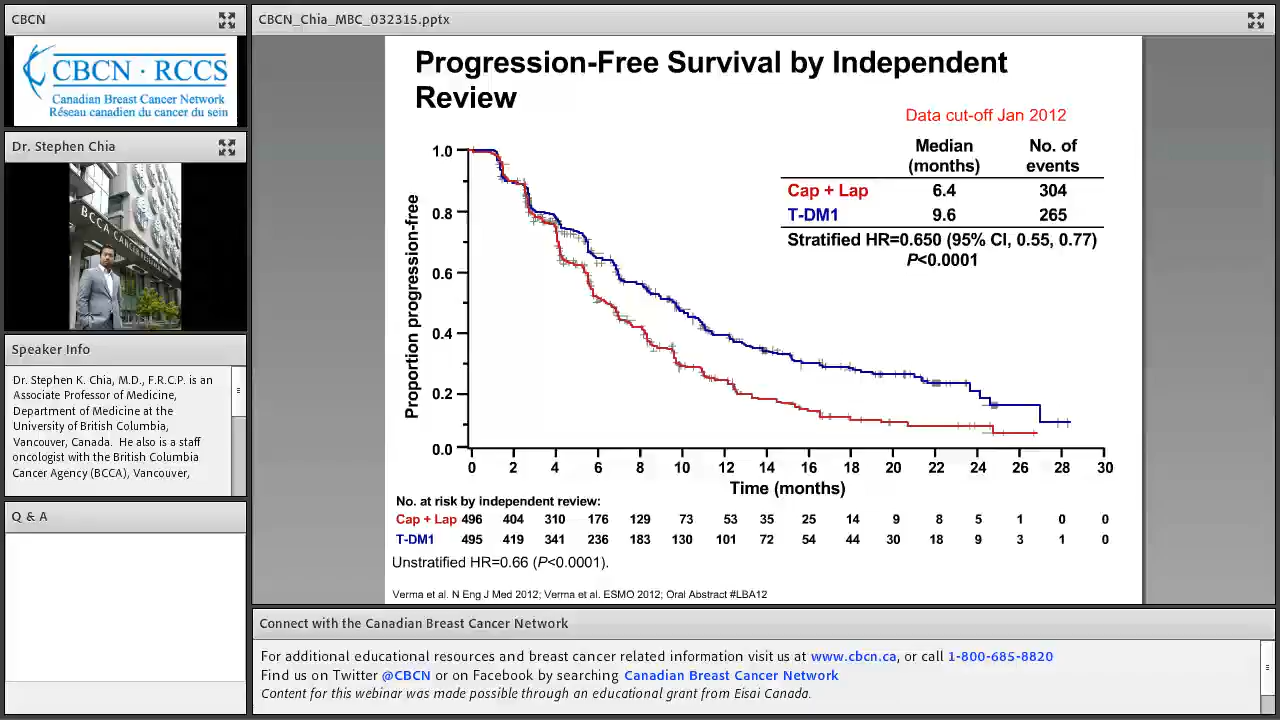 CBCN
CBCN · RCCS
Canadian Breast Cancer Network
Réseau canadien du cancer du sein
Dr. Stephen Chia
BCCA CANCER
Speaker Info
Dr. Stephen K. Chia, M.D., F.R.C.P. is an
Associate Professor of Medicine,
Department of Medicine at the
University of British Columbia,
Vancouver, Canada. He also is a staff
oncologist with the British Columbia
Cancer Agency (BCCA), Vancouver,
Q & A
CBCN_Chia_MBC_032315.pptx
Progression-Free Survival by Independent
Review
Data cut-off Jan 2012
Median
(months)
No. of
events
Cap + Lap 6.4 304
T-DM1 9.6 265
Stratified HR=0.650 (95% CI, 0.55, 0.77)
P<0.0001
Proportion progression-free
1.0
0.8
0.6
0.4
0.2
0.0
0 2 4 6 8 10 12 14 16 18 20 22 24 26 28 30
Time (months)
No. at risk by independent review:
Cap + Lap 496 404 310 176 129 73 53 35 25 14 9 8 5 1 0 0
T-DM1 495 419 341 236 183 130 101 72 54 44 30 18 9 3 1 0
Unstratified HR=0.66 (P<0.0001).
Verma et al. N Eng J Med 2012; Verma et al. ESMO 2012; Oral Abstract #LBA12
Connect with the Canadian Breast Cancer Network
For additional educational resources and breast cancer related information visit us at www.cbcn.ca, or call 1-800-685-8820
Find us on Twitter @CBCN or on Facebook by searching Canadian Breast Cancer Network
Content for this webinar was made possible through an educational grant from Eisai Canada.